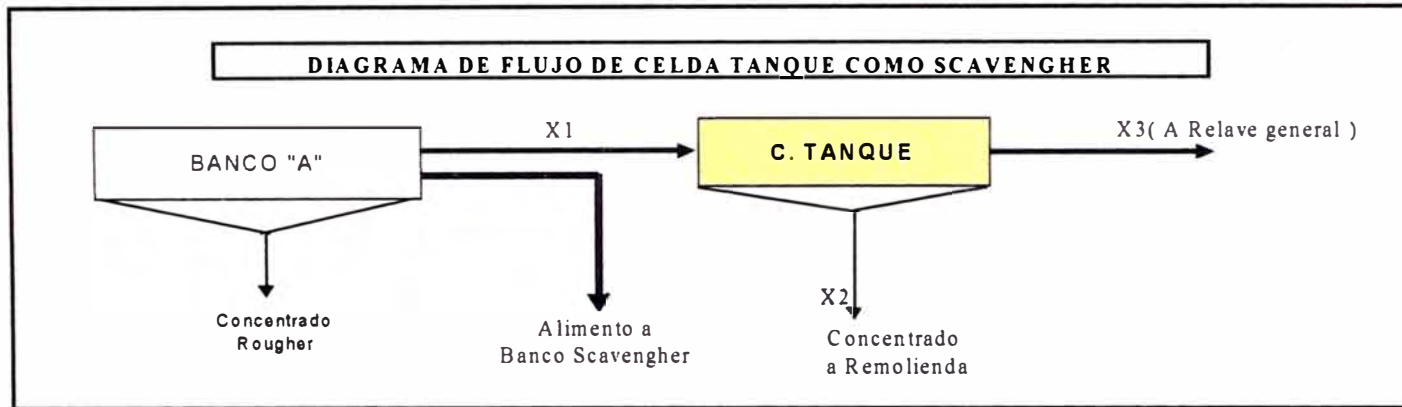 DIAGRAMA DE FLUJO DE CELDA TANQUE COMO SCAVENGHER
BANCO "A"
X1
C. TANQUE
X3( A Relave general )
Concentrado
Rougher
Alimento a
Banco Scavengher
X2
Concentrado
a Remolienda